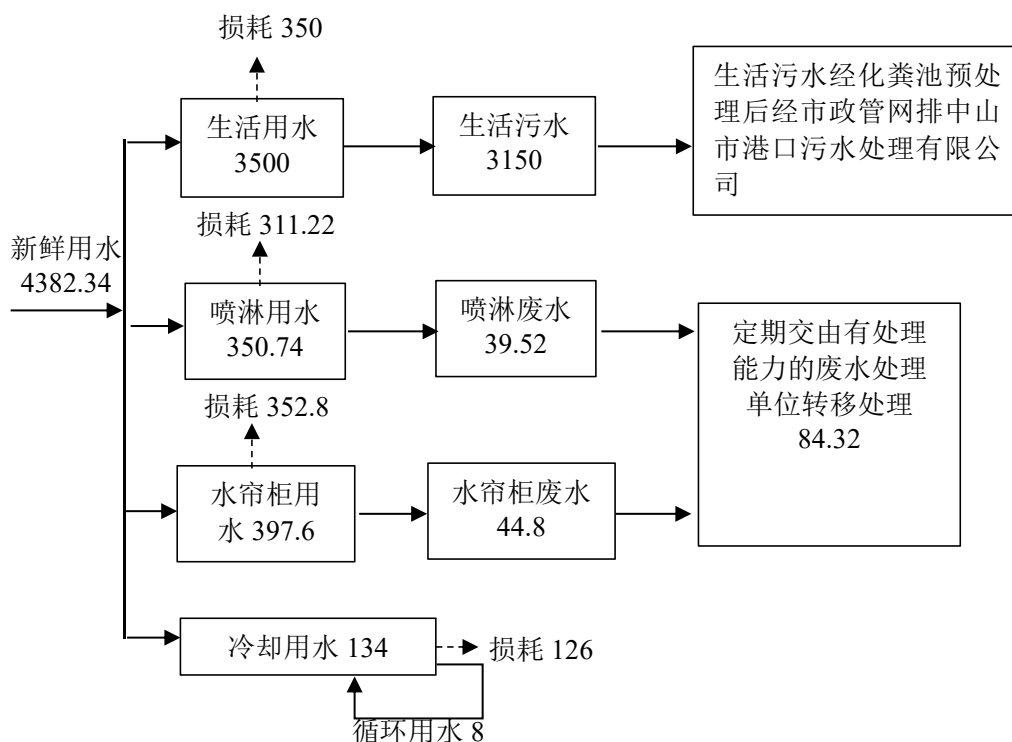 损耗 350
生活用水
3500
生活污水
3150
生活污水经化粪池预处
理后经市政管网排中山
市港口污水处理有限公
司
新鲜用水
4382.34
损耗 311.22
喷淋用水
350.74
喷淋废水
39.52
定期交由有处理
能力的废水处理
单位转移处理
84.32
损耗 352.8
水帘柜用
水 397.6
水帘柜废水
44.8
冷却用水 134
损耗 126
循环用水 8